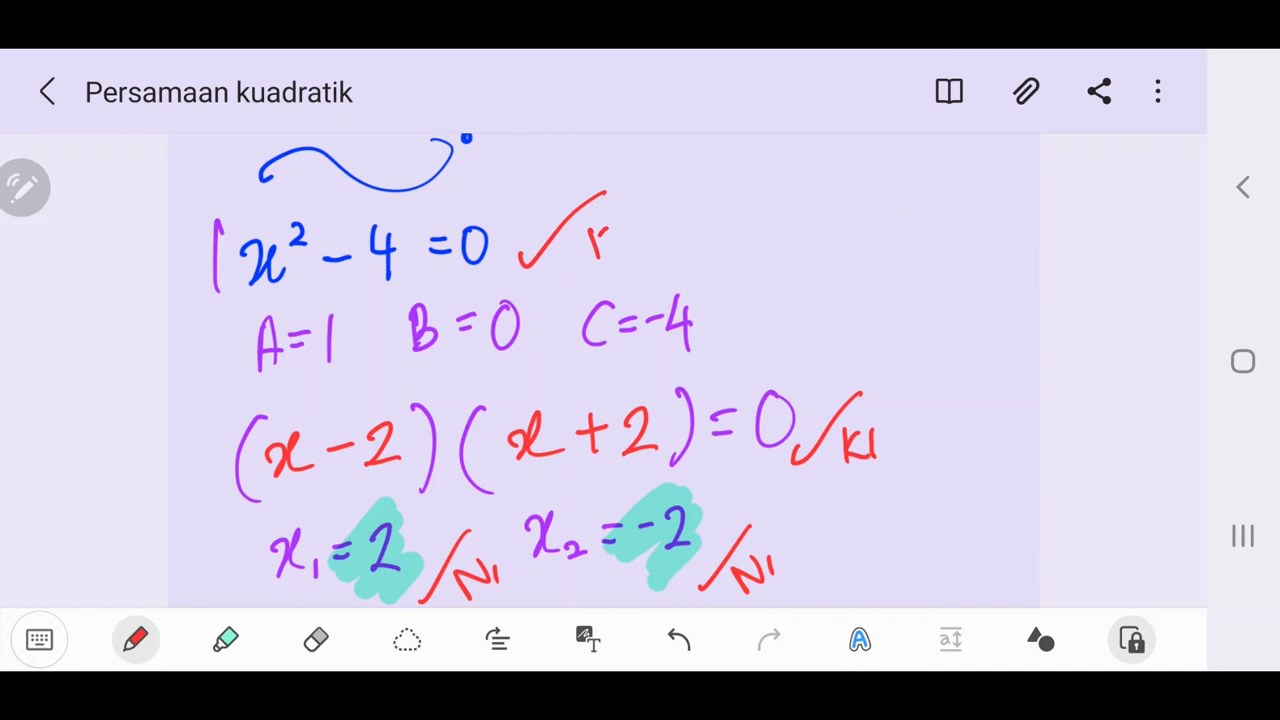 Persamaan kuadratik
x² - 4 = 0 ✓
A = 1 B = 0 C = -4
(x - 2)(x + 2) = 0 ✓ K1
x₁ = 2 / N1 x₂ = -2 / N1